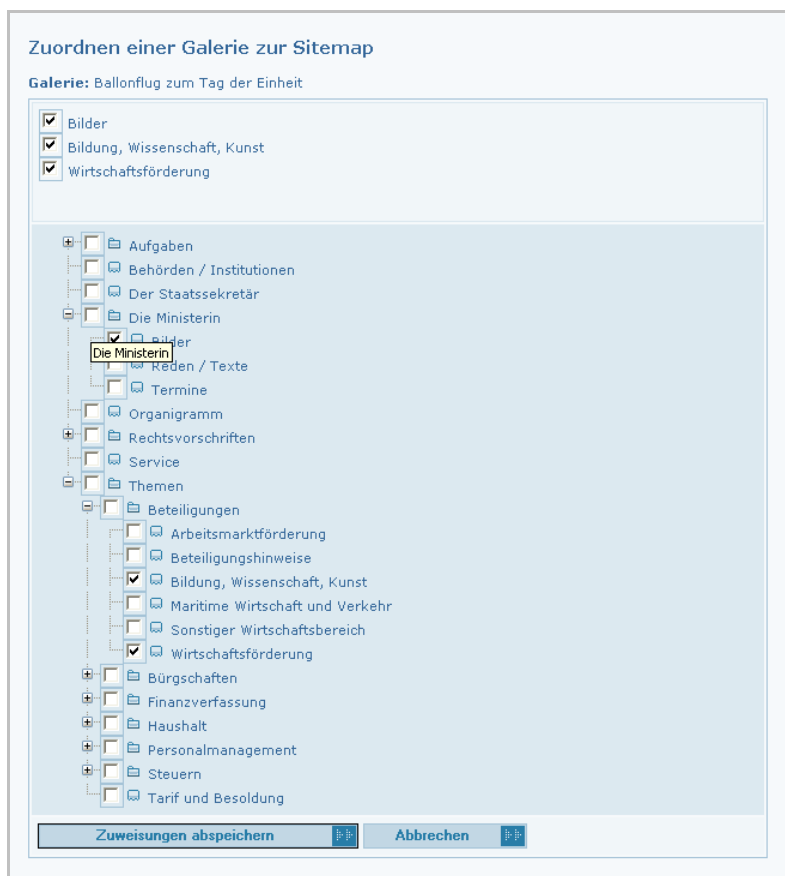 Zuordnen einer Galerie zur Sitemap
Galerie: Ballonflug zum Tag der Einheit
Bilder
Bildung, Wissenschaft, Kunst
Wirtschaftsförderung
Aufgaben
Behörden / Institutionen
Der Staatssekretär
Die Ministerin
Bilder
Die Ministerin
Reden / Texte
Termine
Organigramm
Rechtsvorschriften
Service
Themen
Beteiligungen
Arbeitsmarktförderung
Beteiligungshinweise
Bildung, Wissenschaft, Kunst
Maritime Wirtschaft und Verkehr
Sonstiger Wirtschaftsbereich
Wirtschaftsförderung
Bürgschaften
Finanzverfassung
Haushalt
Personalmanagement
Steuern
Tarif und Besoldung
Zuweisungen abspeichern Abbrechen